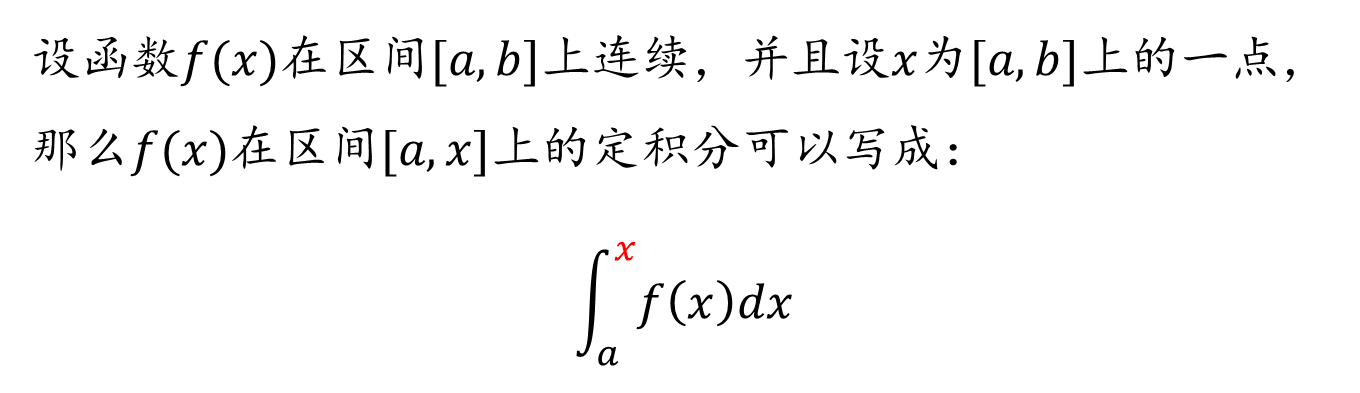 设函数f(x)在区间[a,b]上连续，并且设x为[a,b]上的一点，
那么f(x)在区间[a,x]上的定积分可以写成：
∫ₐˣ f(x)dx